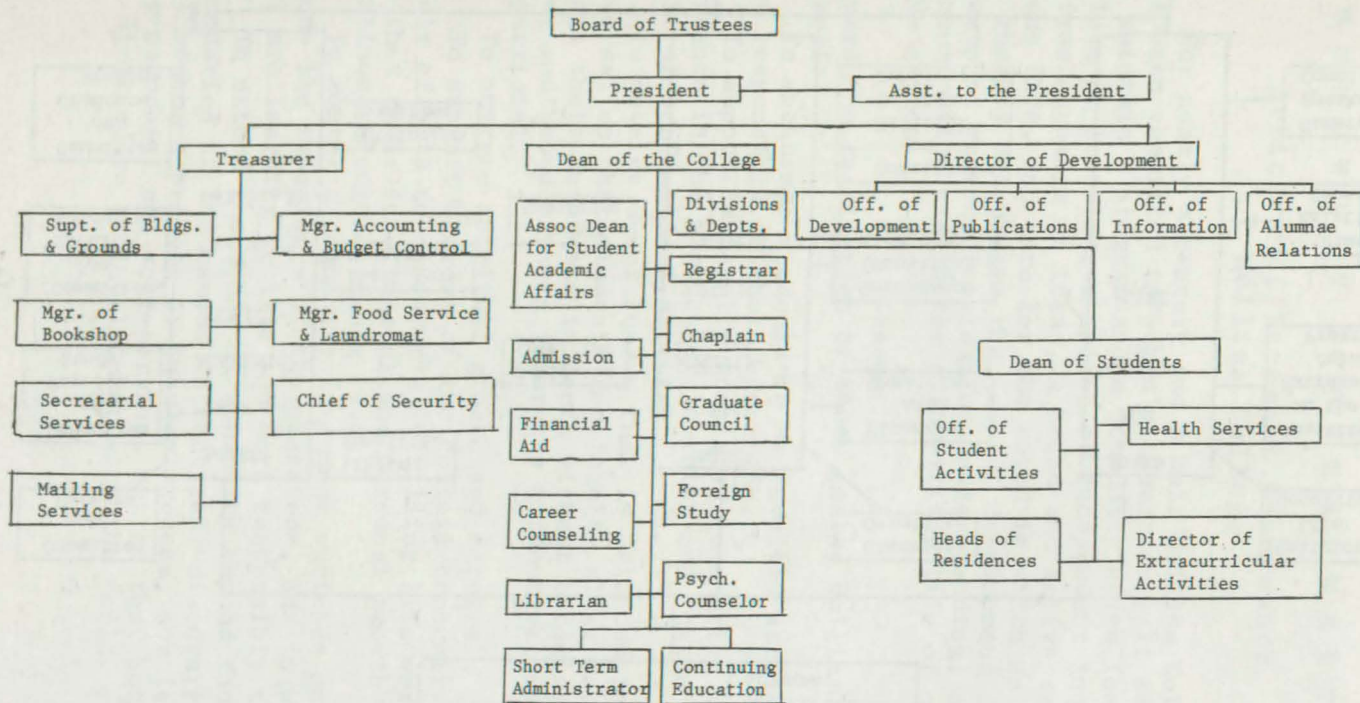 Board of Trustees
President
Asst. to the President
Treasurer
Dean of the College
Director of Development
Supt. of Bldgs.
& Grounds
Mgr. Accounting
& Budget Control
Mgr. of
Bookshop
Mgr. Food Service
& Laundromat
Secretarial
Services
Chief of Security
Mailing
Services
Assoc Dean
for Student
Academic
Affairs
Divisions
& Depts.
Registrar
Admission
Chaplain
Financial
Aid
Graduate
Council
Career
Counseling
Foreign
Study
Librarian
Psych.
Counselor
Short Term
Administrator
Continuing
Education
Off. of
Development
Off. of
Publications
Off. of
Information
Off. of
Alumnae
Relations
Dean of Students
Off. of
Student
Activities
Health Services
Heads of
Residences
Director of
Extracurricular
Activities